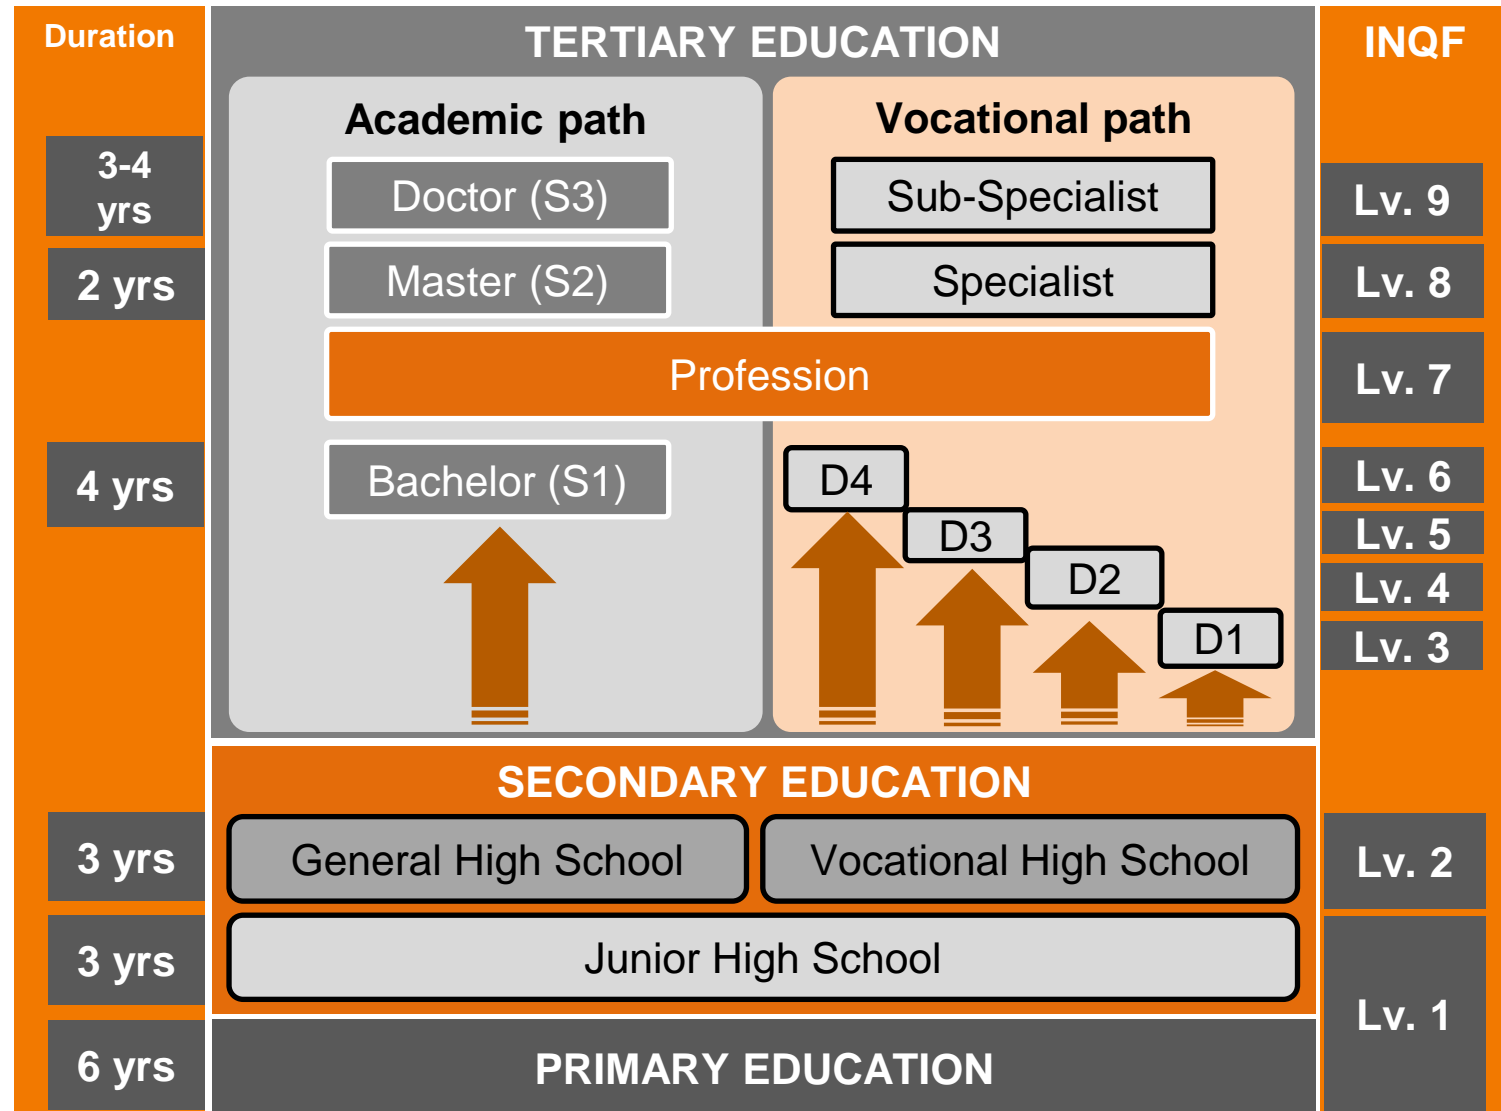 Duration
TERTIARY EDUCATION
INQF
Academic path
Vocational path
3-4
yrs
Doctor (S3)
Sub-Specialist
Lv. 9
2 yrs
Master (S2)
Specialist
Lv. 8
Profession
Lv. 7
4 yrs
Bachelor (S1)
D4
Lv. 6
D3
Lv. 5
D2
Lv. 4
D1
Lv. 3
SECONDARY EDUCATION
3 yrs
General High School
Vocational High School
Lv. 2
3 yrs
Junior High School
Lv. 1
6 yrs
PRIMARY EDUCATION